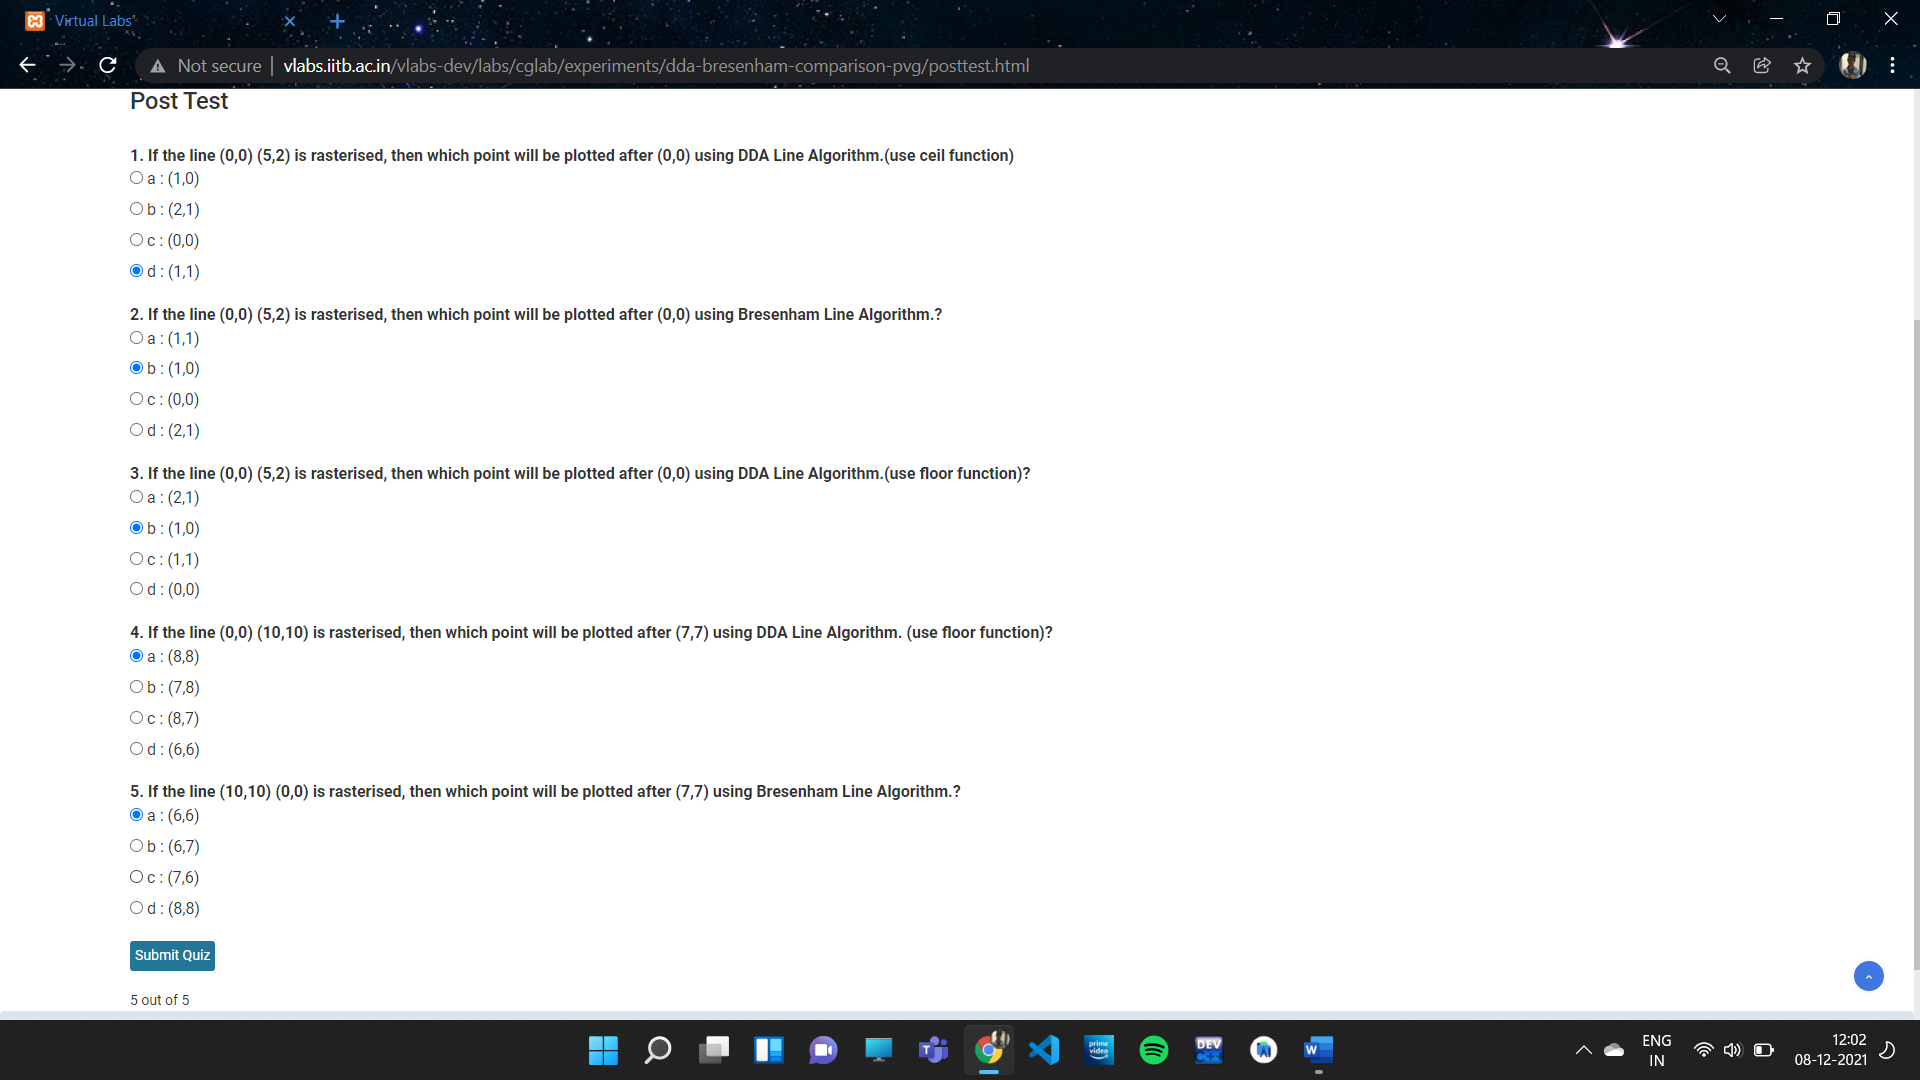 Virtual Labs
Not secure | vlabs.iitb.ac.in/vlabs-dev/labs/cglab/experiments/dda-bresenham-comparison-pvg/posttest.html
Post Test
1. If the line (0,0) (5,2) is rasterised, then which point will be plotted after (0,0) using DDA Line Algorithm.(use ceil function)
a : (1,0)
b : (2,1)
c : (0,0)
d : (1,1)
2. If the line (0,0) (5,2) is rasterised, then which point will be plotted after (0,0) using Bresenham Line Algorithm.?
a : (1,1)
b : (1,0)
c : (0,0)
d : (2,1)
3. If the line (0,0) (5,2) is rasterised, then which point will be plotted after (0,0) using DDA Line Algorithm.(use floor function)?
a : (2,1)
b : (1,0)
c : (1,1)
d : (0,0)
4. If the line (0,0) (10,10) is rasterised, then which point will be plotted after (7,7) using DDA Line Algorithm. (use floor function)?
a : (8,8)
b : (7,8)
c : (8,7)
d : (6,6)
5. If the line (10,10) (0,0) is rasterised, then which point will be plotted after (7,7) using Bresenham Line Algorithm.?
a : (6,6)
b : (6,7)
c : (7,6)
d : (8,8)
Submit Quiz
5 out of 5
prime video
DEV C++
W
ENG
IN
12:02
08-12-2021